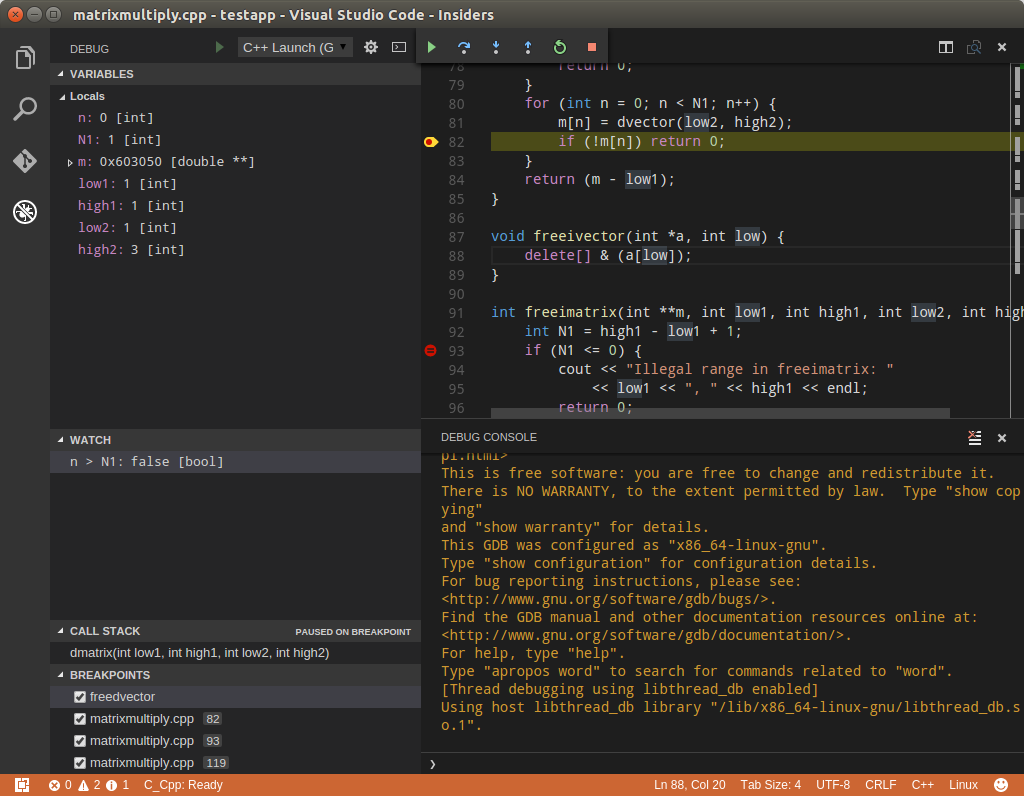 matrixmultiply.cpp - testapp - Visual Studio Code - Insiders
DEBUG
C++ Launch (G
VARIABLES
Locals
n: 0 [int]
N1: 1 [int]
m: 0x603050 [double **]
low1: 1 [int]
high1: 1 [int]
low2: 1 [int]
high2: 3 [int]
WATCH
n > N1: false [bool]
CALL STACK PAUSED ON BREAKPOINT
dmatrix(int low1, int high1, int low2, int high2)
BREAKPOINTS
freedvector
matrixmultiply.cpp 82
matrixmultiply.cpp 93
matrixmultiply.cpp 119
78 return 0;
79 }
80 for (int n = 0; n < N1; n++) {
81 m[n] = dvector(low2, high2);
82 if (!m[n]) return 0;
83 }
84 return (m - low1);
85 }
86
87 void freeivector(int *a, int low) {
88 delete[] & (a[low]);
89 }
90
91 int freeimatrix(int **m, int low1, int high1, int low2, int high
92 int N1 = high1 - low1 + 1;
93 if (N1 <= 0) {
94 cout << "Illegal range in freeimatrix: "
95 << low1 << ", " << high1 << endl;
96 return 0;
DEBUG CONSOLE
pl.html>
This is free software: you are free to change and redistribute it.
There is NO WARRANTY, to the extent permitted by law.  Type "show cop
ying"
and "show warranty" for details.
This GDB was configured as "x86_64-linux-gnu".
Type "show configuration" for configuration details.
For bug reporting instructions, please see:
<http://www.gnu.org/software/gdb/bugs/>.
Find the GDB manual and other documentation resources online at:
<http://www.gnu.org/software/gdb/documentation/>.
For help, type "help".
Type "apropos word" to search for commands related to "word".
[Thread debugging using libthread_db enabled]
Using host libthread_db library "/lib/x86_64-linux-gnu/libthread_db.s
o.1".
❯
0 2 1 C_Cpp: Ready Ln 88, Col 20 Tab Size: 4 UTF-8 CRLF C++ Linux